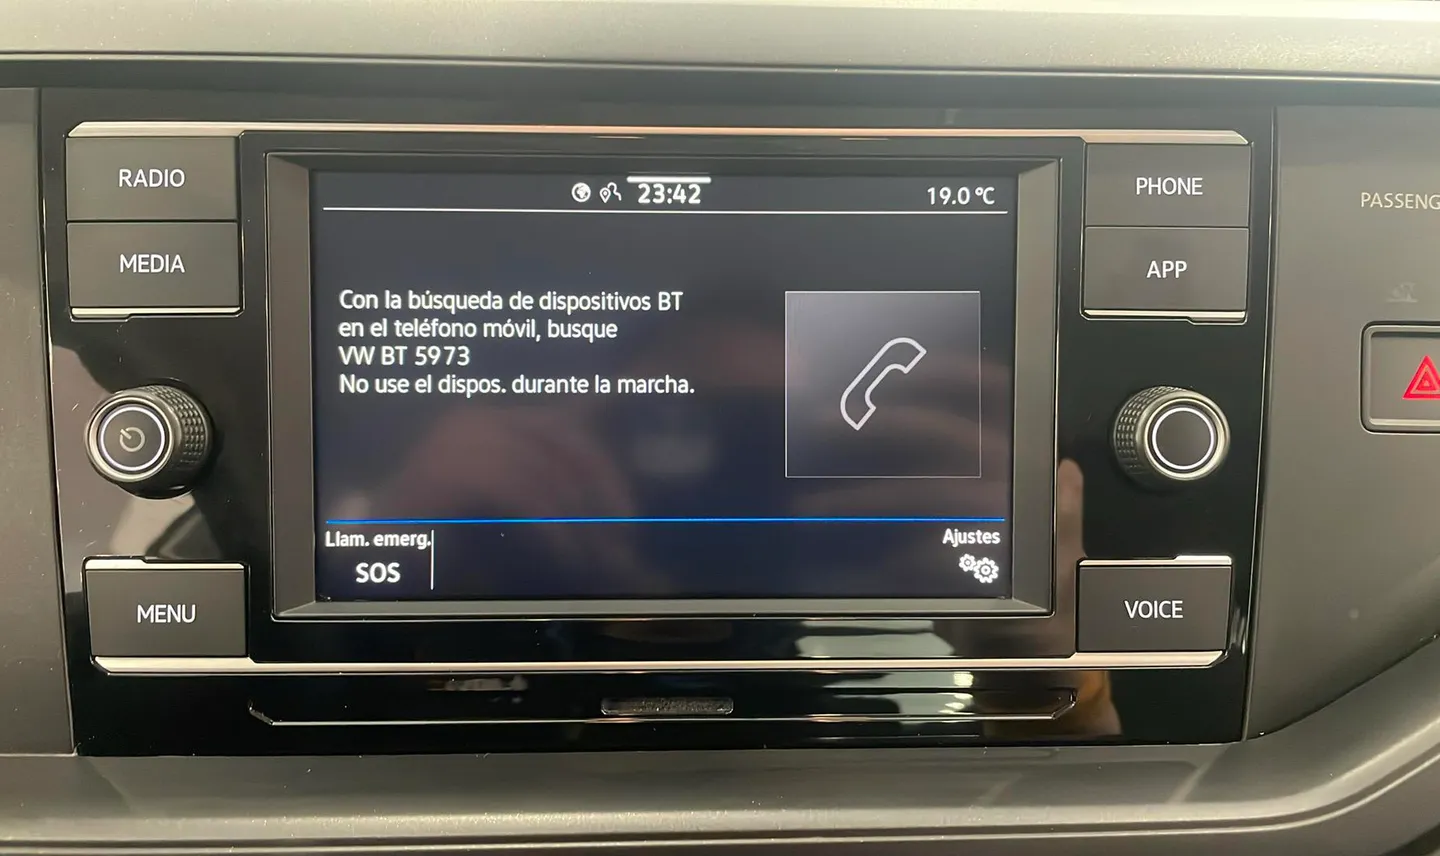 RADIO
MEDIA
23:42
19.0 °C
PHONE
APP
PASSENG
Con la búsqueda de dispositivos BT
en el teléfono móvil, busque
VW BT 5973
No use el dispos. durante la marcha.
Llam. emerg.
SOS
Ajustes
MENU
VOICE